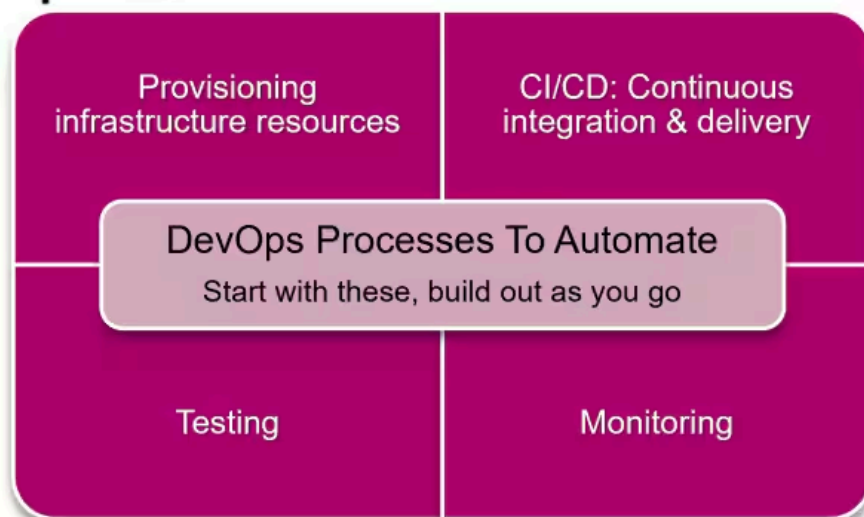 Provisioning
infrastructure resources
CI/CD: Continuous
integration & delivery
DevOps Processes To Automate
Start with these, build out as you go
Testing
Monitoring